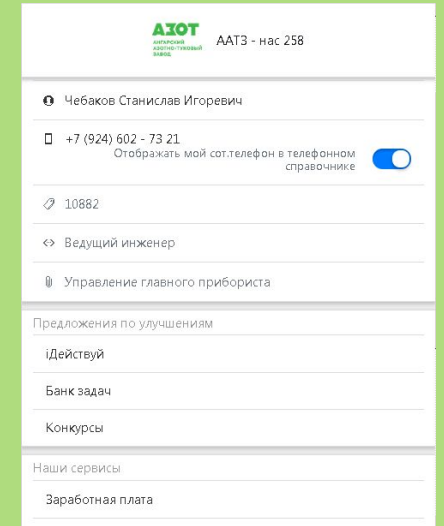 АЗОТ
АНГАРСКИЙ
АЗОТНО-ТУКОВЫЙ
ЗАВОД
ААТЗ - нас 258
Чебаков Станислав Игоревич
+7 (924) 602 - 73 21
Отображать мой сот.телефон в телефонном
справочнике
10882
Ведущий инженер
Управление главного прибориста
Предложения по улучшениям
іДействуй
Банк задач
Конкурсы
Наши сервисы
Заработная плата